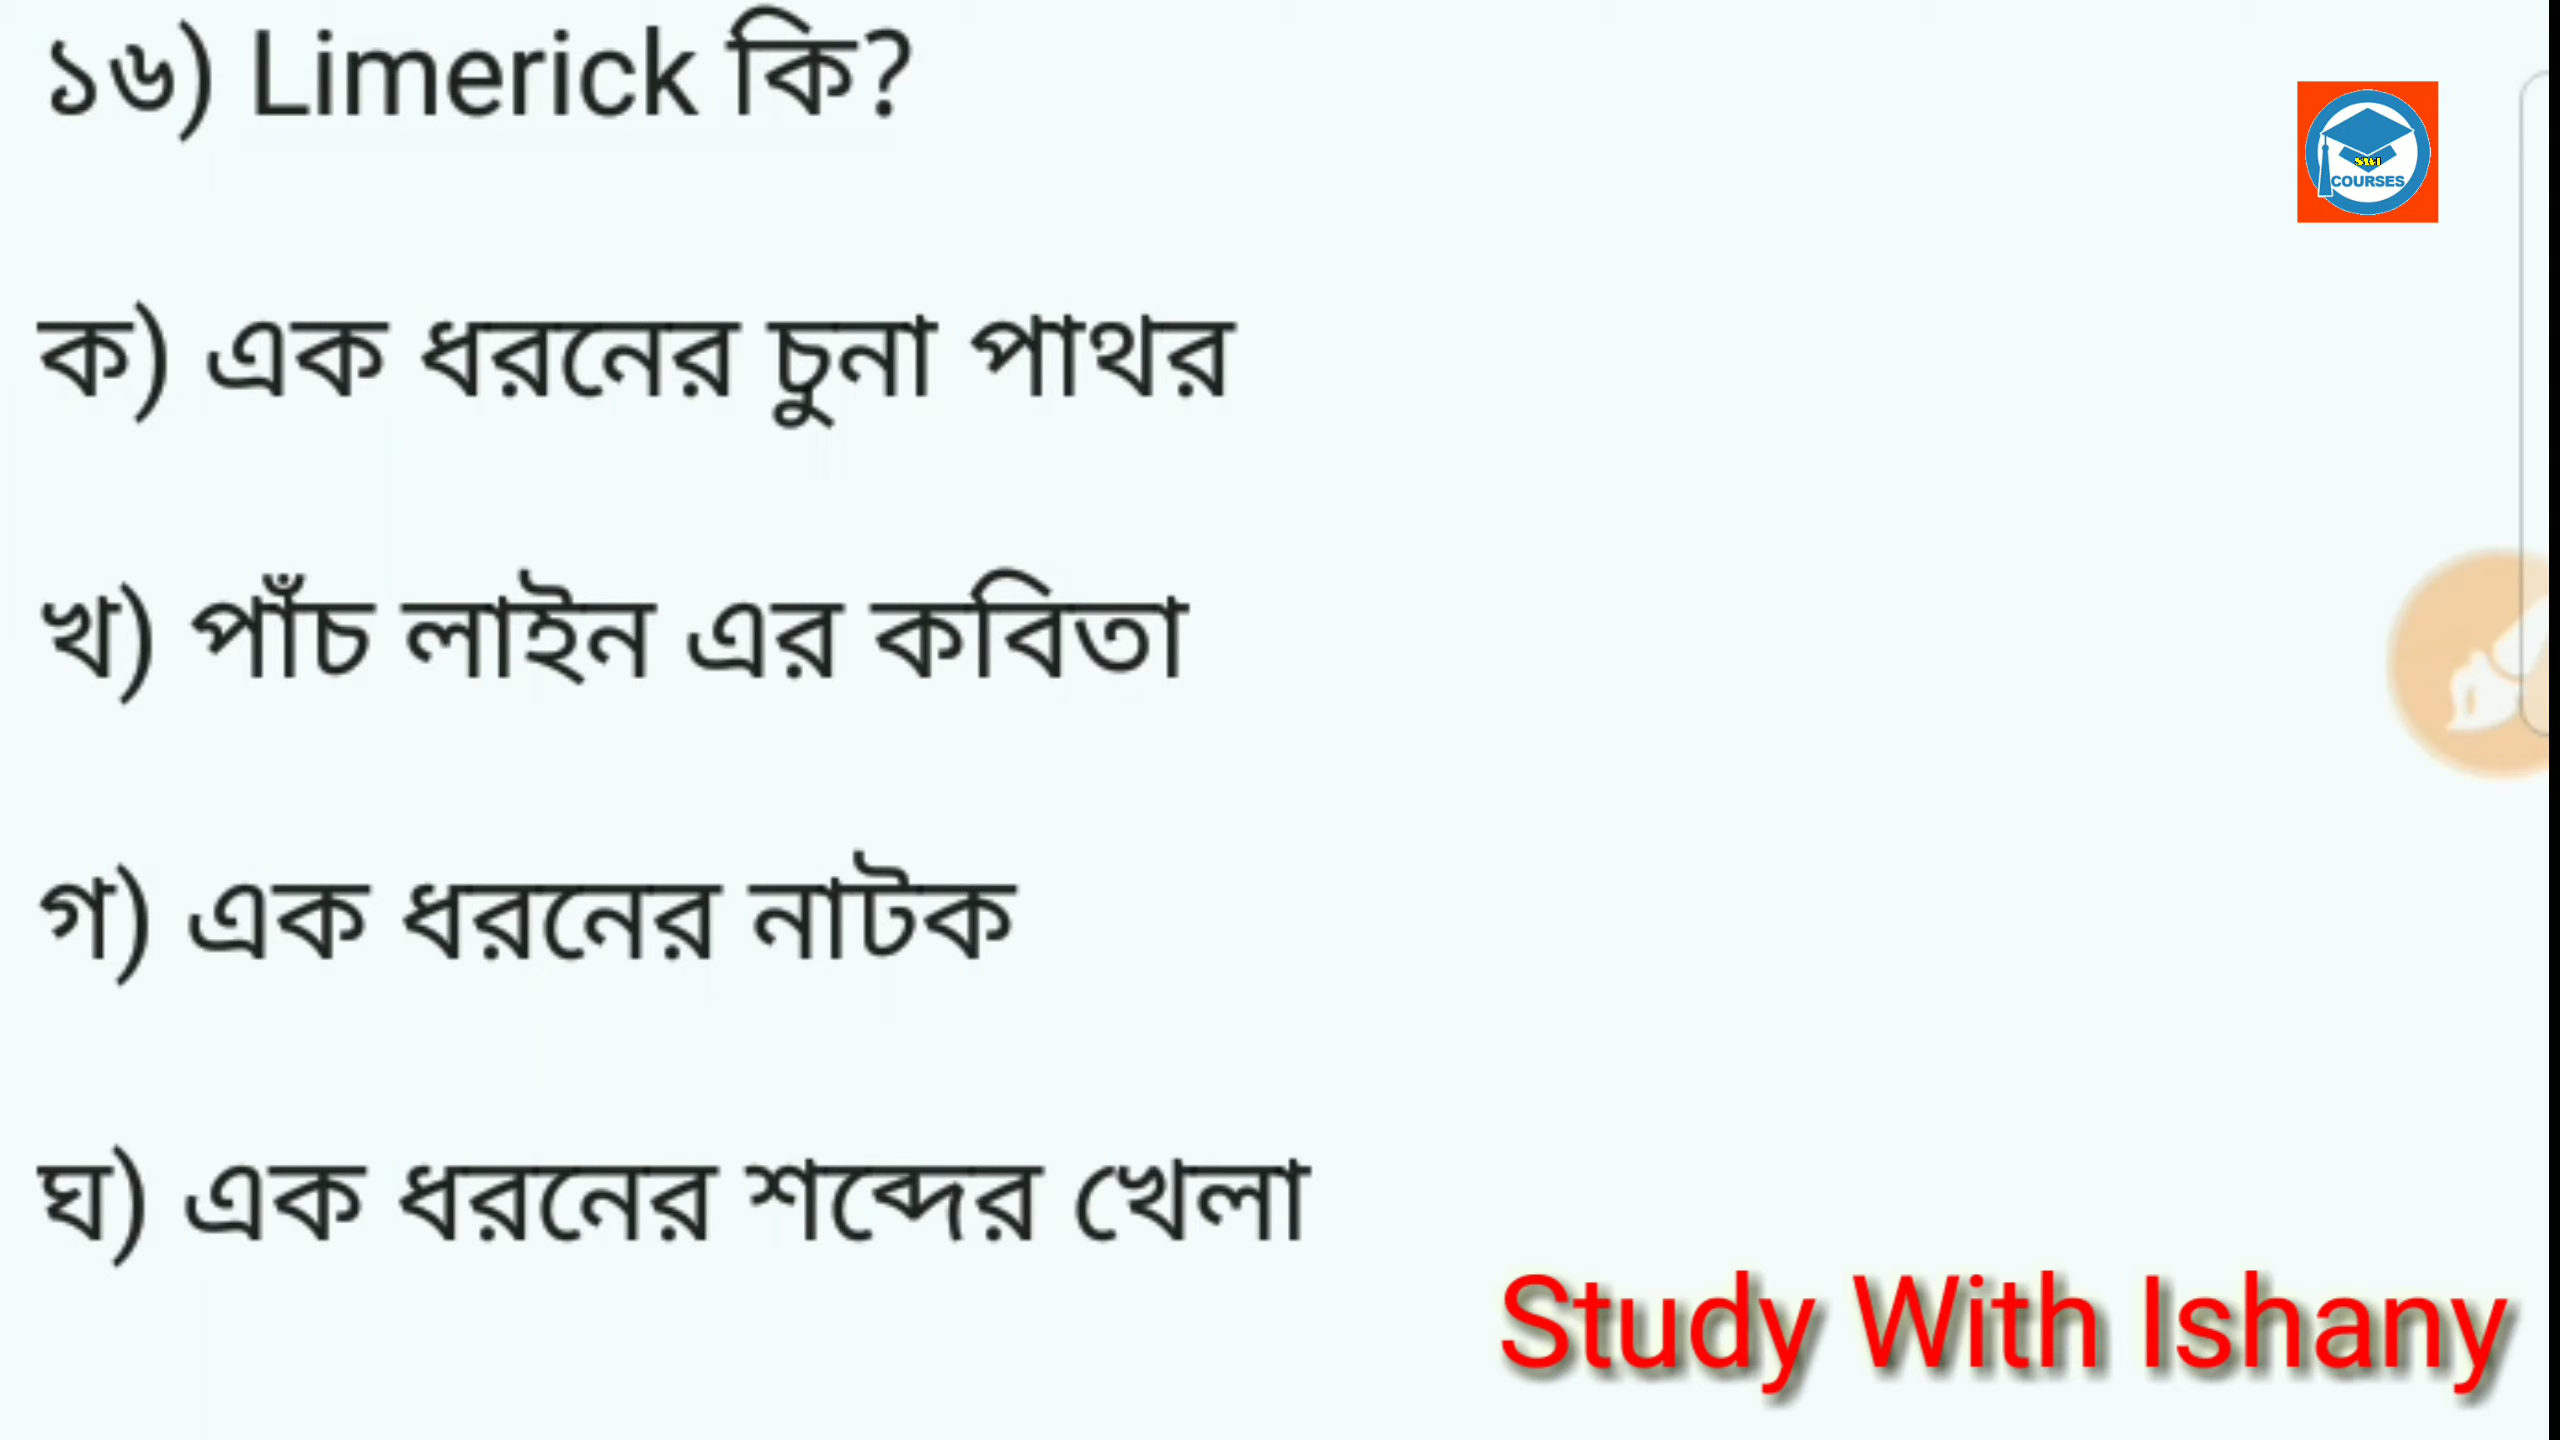 ১৬) Limerick কি?
COURSES
ক) এক ধরনের চুনা পাথর
খ) পাঁচ লাইন এর কবিতা
গ) এক ধরনের নাটক
ঘ) এক ধরনের শব্দের খেলা
Study With Ishany